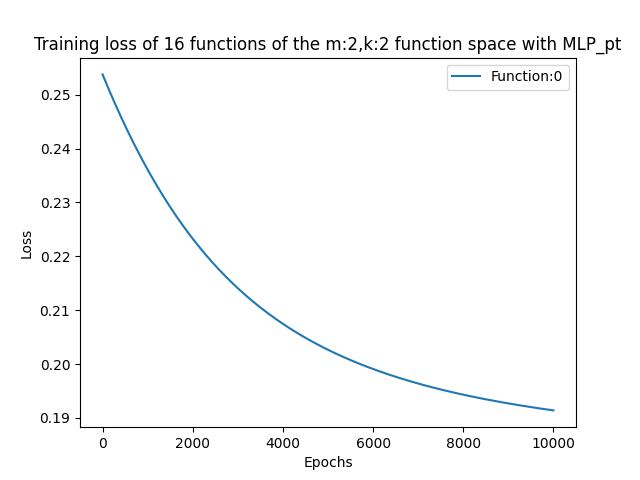 Training loss of 16 functions of the m:2,k:2 function space with MLP_pt
Function:0
Loss
0.25
0.24
0.23
0.22
0.21
0.20
0.19
0 2000 4000 6000 8000 10000
Epochs